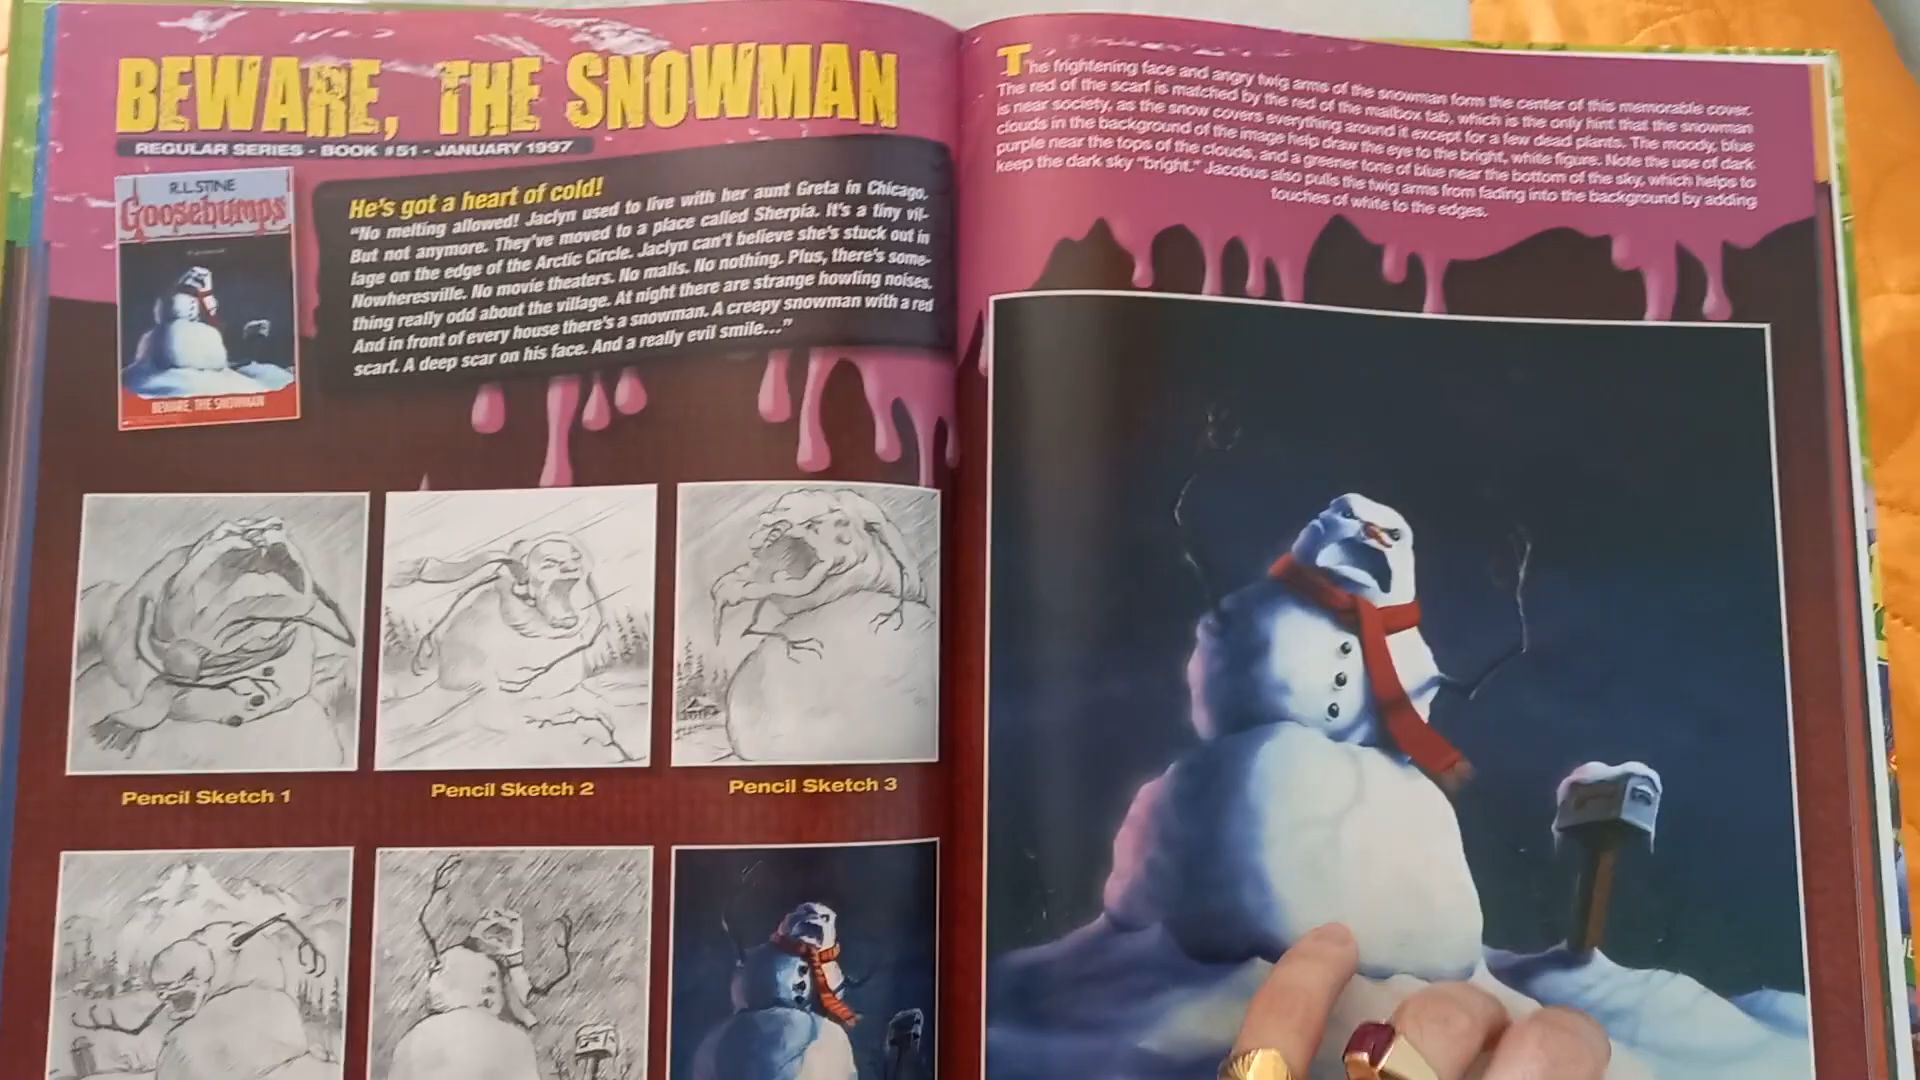 BEWARE, THE SNOWMAN
REGULAR SERIES - BOOK #51 - JANUARY 1997
R.L. STINE
Goosebumps
BEWARE, THE SNOWMAN
He's got a heart of cold!
"No melting allowed! Jaclyn used to live with her aunt Greta in Chicago.
But not anymore. They've moved to a place called Sherpia. It's a tiny vil-
lage on the edge of the Arctic Circle. Jaclyn can't believe she's stuck out in
Nowheresville. No movie theaters. No malls. No nothing. Plus, there's some-
thing really odd about the village. At night there are strange howling noises.
And in front of every house there's a snowman. A creepy snowman with a red
scarf. A deep scar on his face. And a really evil smile..."
Pencil Sketch 1
Pencil Sketch 2
Pencil Sketch 3
The frightening face and angry twig arms of the snowman form the center of this memorable cover.
The red of the scarf is matched by the red of the mailbox tab, which is the only hint that the snowman
is near society, as the snow covers everything around it except for a few dead plants. The moody, blue
clouds in the background of the image help draw the eye to the bright, white figure. Note the use of dark
purple near the tops of the clouds, and a greener tone of blue near the bottom of the sky, which helps to
keep the dark sky "bright." Jacobus also pulls the twig arms from fading into the background by adding
touches of white to the edges.